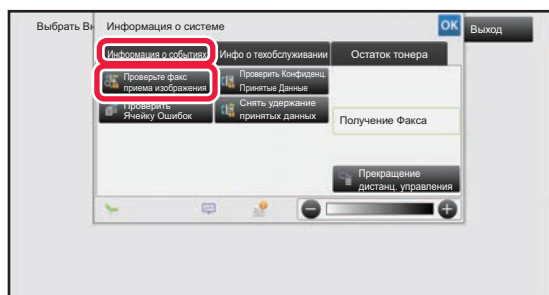 Выбрать
Информация о системе
OK
Выход
Информация о событиях
Инфо о техобслуживании
Остаток тонера
Проверьте факс
приема изображения
Проверить Конфиденц.
Принятые Данные
Проверить
Ячейку Ошибок
Снять удержание
принятых данных
Получение Факса
Прекращение
дистанц. управления